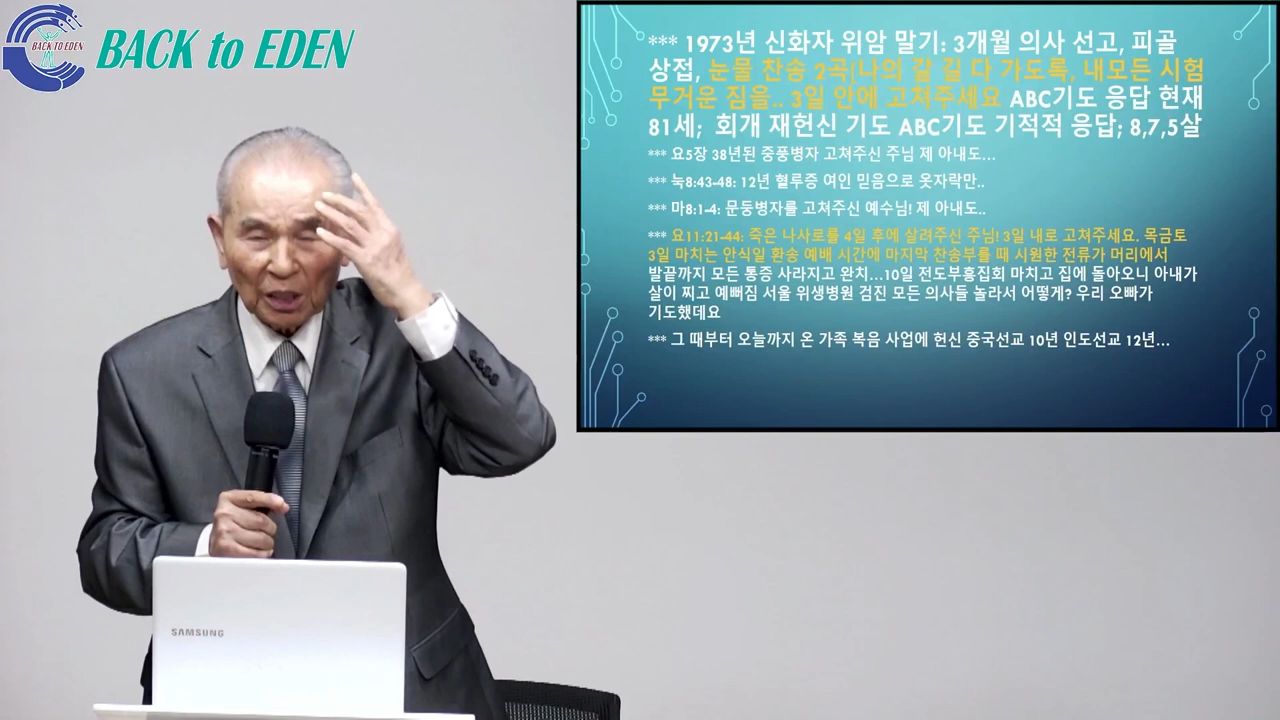 BACK TO EDEN
BACK to EDEN
*** 1973년 신화자 위암 말기: 3개월 의사 선고, 피골
상접, 눈물 찬송 2곡[나의 갈 길 다 가도록, 내모든 시험
무거운 짐을.. 3일 안에 고쳐주세요 ABC기도 응답 현재
81세; 회개 재헌신 기도 ABC기도 기적적 응답; 8,7,5살
*** 요5장 38년된 중풍병자 고쳐주신 주님 제 아내도...
*** 눅8:43-48: 12년 혈루증 여인 믿음으로 옷자락만..
*** 마8:1-4: 문둥병자를 고쳐주신 예수님! 제 아내도..
*** 요11:21-44: 죽은 나사로를 4일 후에 살려주신 주님! 3일 내로 고쳐주세요. 목금토
3일 마치는 안식일 환송 예배 시간에 마지막 찬송부를 때 시원한 전류가 머리에서
발끝까지 모든 통증 사라지고 완치...10일 전도부흥집회 마치고 집에 돌아오니 아내가
살이 찌고 예뻐짐 서울 위생병원 검진 모든 의사들 놀라서 어떻게? 우리 오빠가
기도했데요
*** 그 때부터 오늘까지 온 가족 복음 사업에 헌신 중국선교 10년 인도선교 12년...
SAMSUNG